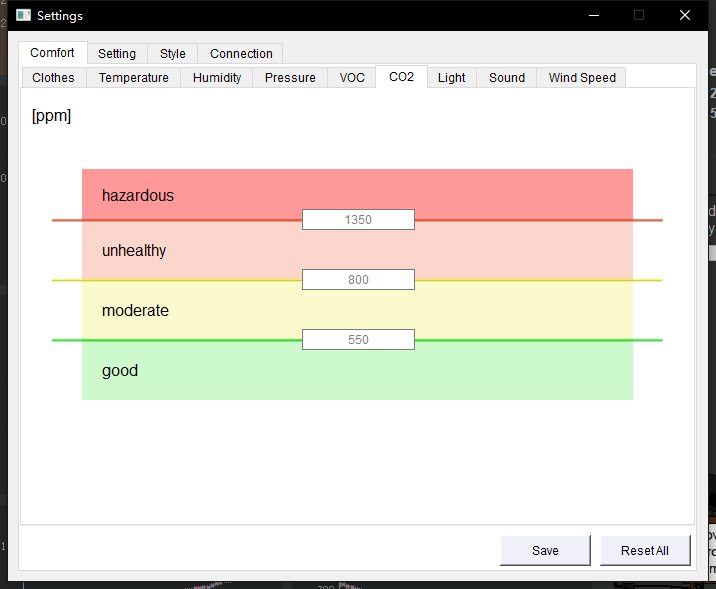 Settings
Comfort Setting Style Connection
Clothes Temperature Humidity Pressure VOC CO2 Light Sound Wind Speed
[ppm]
hazardous
1350
unhealthy
800
moderate
550
good
Save Reset All